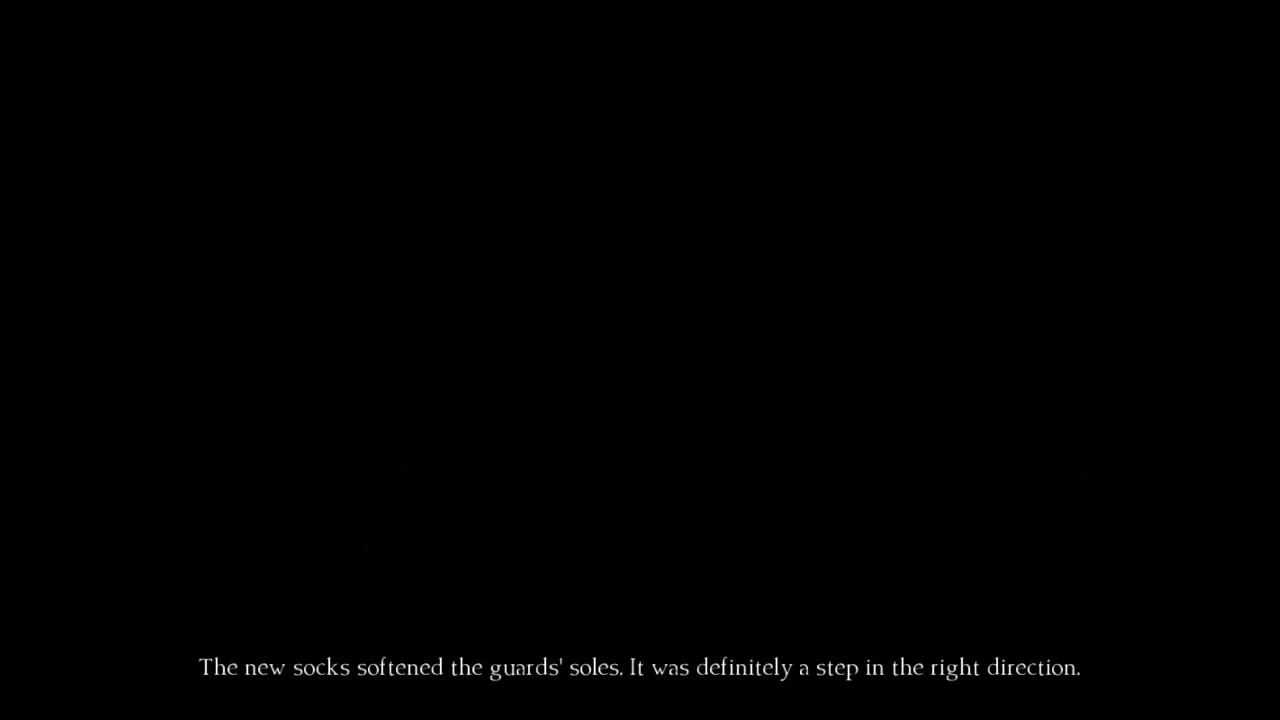 The new socks softened the guards' soles. It was definitely a step in the right direction.